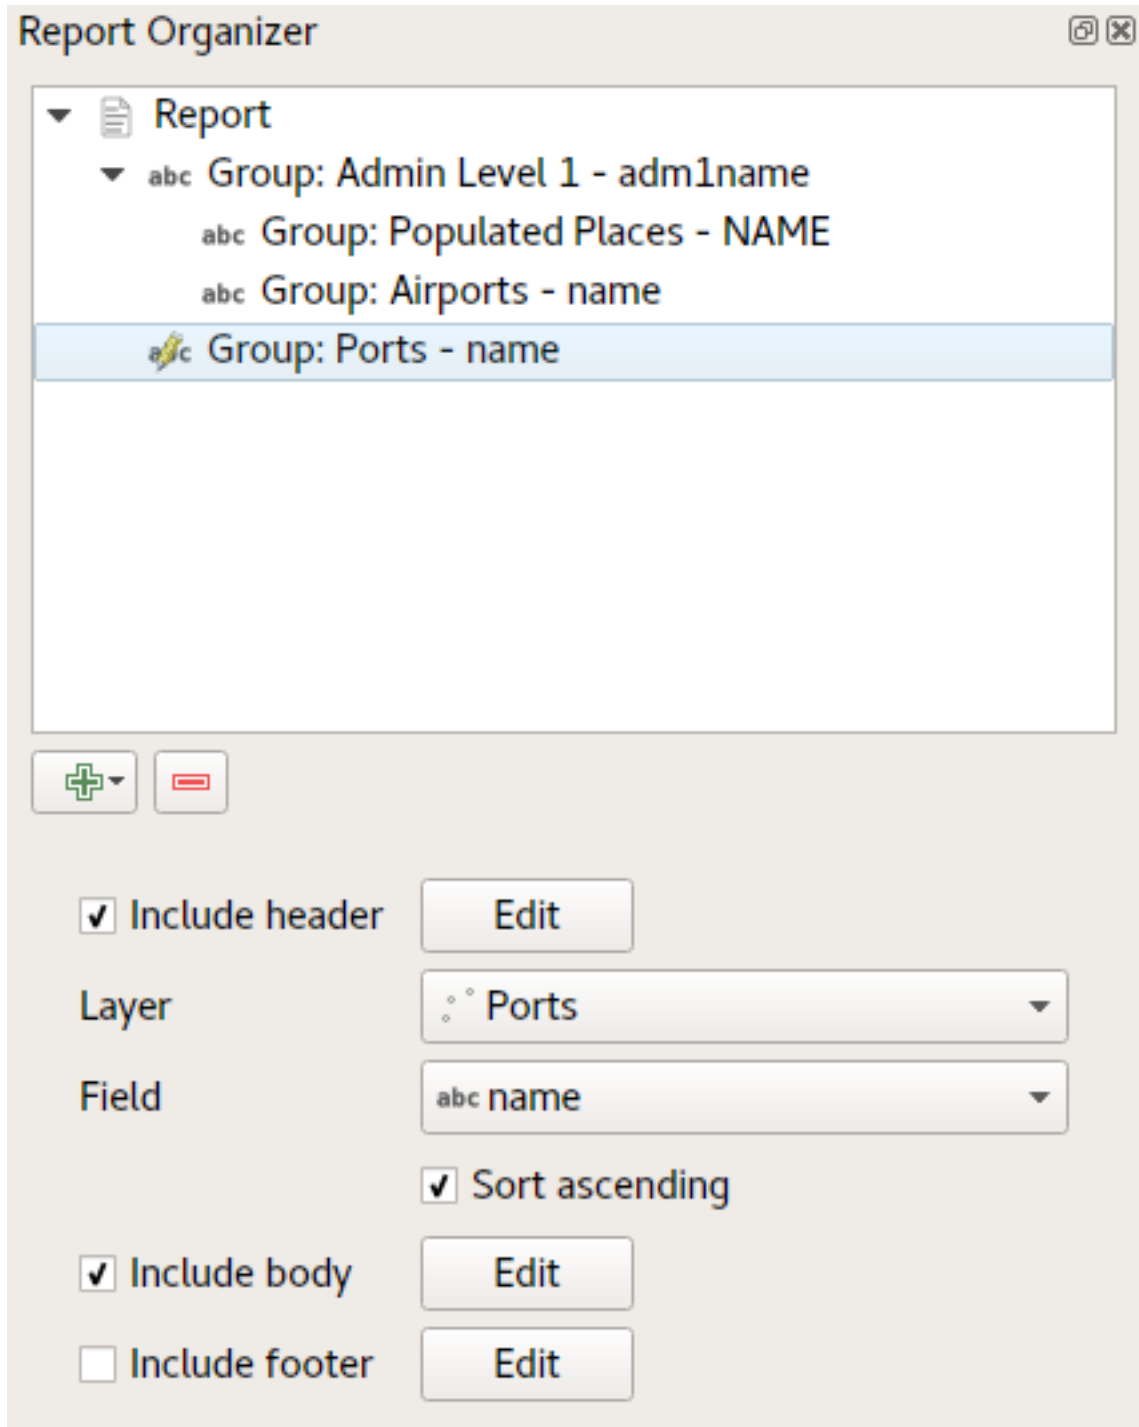 Report Organizer
Report
abc Group: Admin Level 1 - adm1name
abc Group: Populated Places - NAME
abc Group: Airports - name
abc Group: Ports - name
Include header Edit
Layer Ports
Field abc name
Sort ascending
Include body Edit
Include footer Edit